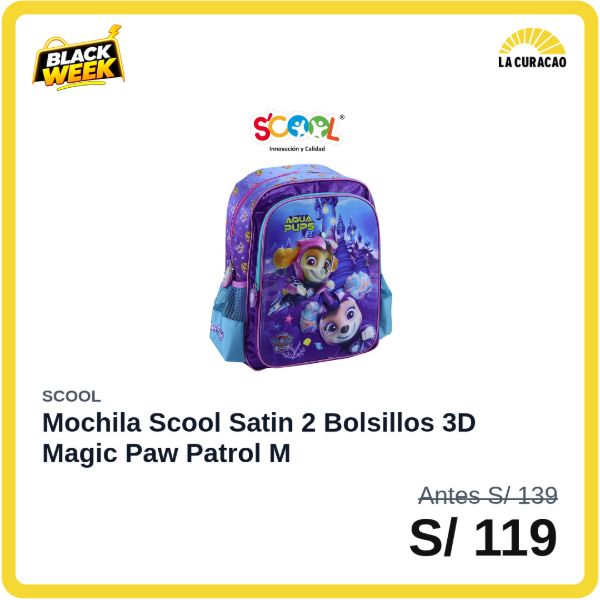 BLACK
WEEK
LA CURACAO
S'COOL®
Innovación y Calidad
AQUA
PUPS
SCOOL
Mochila Scool Satin 2 Bolsillos 3D
Magic Paw Patrol M
Antes S/ 139
S/ 119